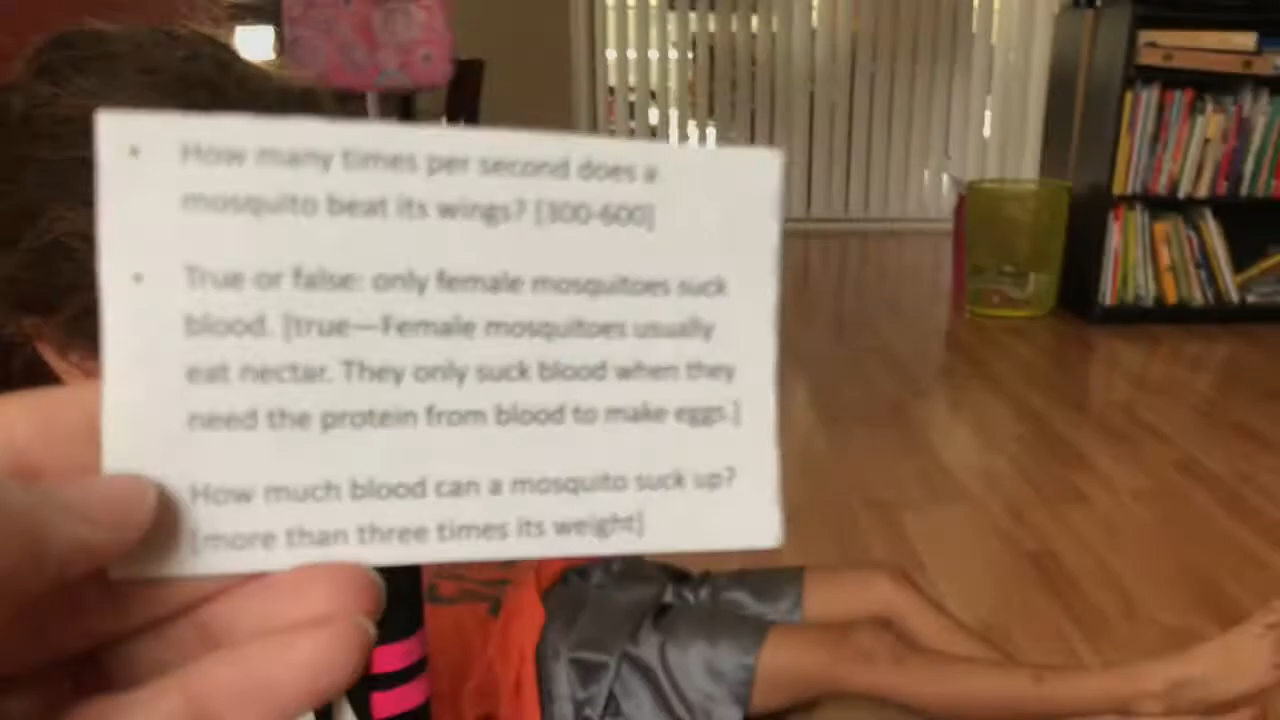 • How many times per second does a
mosquito beat its wings? [300-600]
• True or false: only female mosquitoes suck
blood. [true—Female mosquitoes usually
eat nectar. They only suck blood when they
need the protein from blood to make eggs.]
How much blood can a mosquito suck up?
[more than three times its weight]